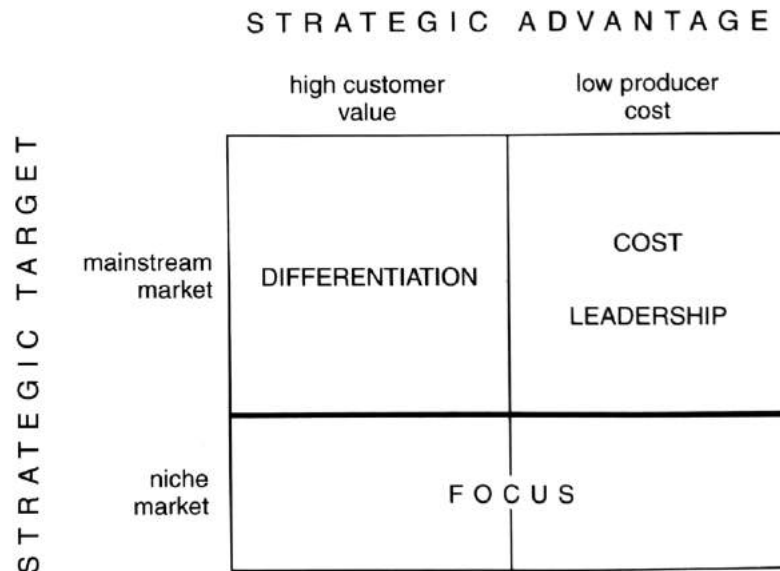 STRATEGIC ADVANTAGE
high customer
value
low producer
cost
STRATEGIC TARGET
mainstream
market
DIFFERENTIATION
COST
LEADERSHIP
niche
market
FOCUS